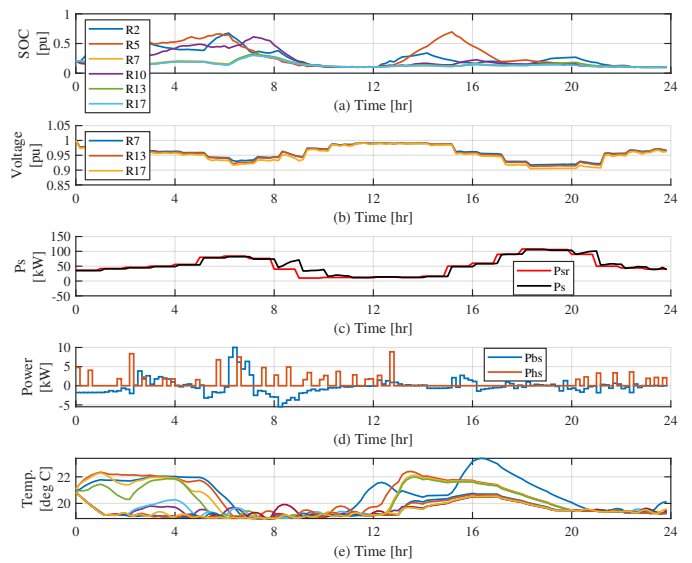 1
0.5
0
SOC
[pu]
R2
R5
R7
R10
R13
R17
0 4 8 12 16 20 24
(a) Time [hr]
1.05
1
0.95
0.9
0.85
Voltage
[pu]
R7
R13
R17
0 4 8 12 16 20 24
(b) Time [hr]
150
100
50
0
-50
Ps
[kW]
Psr
Ps
0 4 8 12 16 20 24
(c) Time [hr]
10
5
0
-5
Power
[kW]
Pbs
Phs
0 4 8 12 16 20 24
(d) Time [hr]
22
20
Temp.
[deg C]
0 4 8 12 16 20 24
(e) Time [hr]